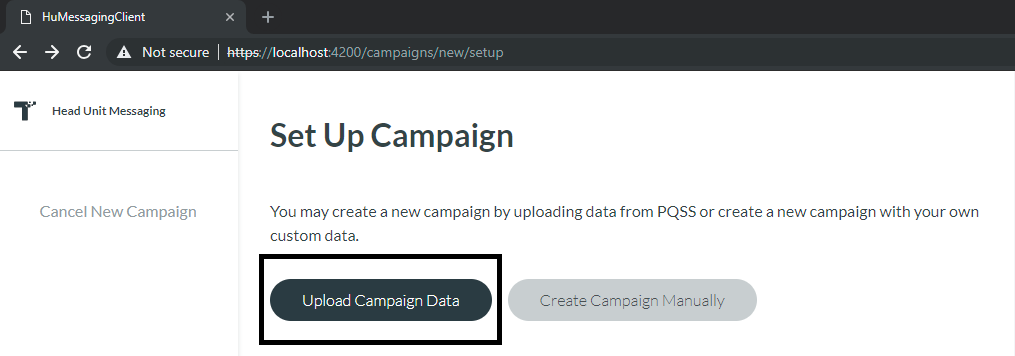 HuMessagingClient
Not secure
https://localhost:4200/campaigns/new/setup
Head Unit Messaging
Set Up Campaign
Cancel New Campaign
You may create a new campaign by uploading data from PQSS or create a new campaign with your own
custom data.
Upload Campaign Data
Create Campaign Manually